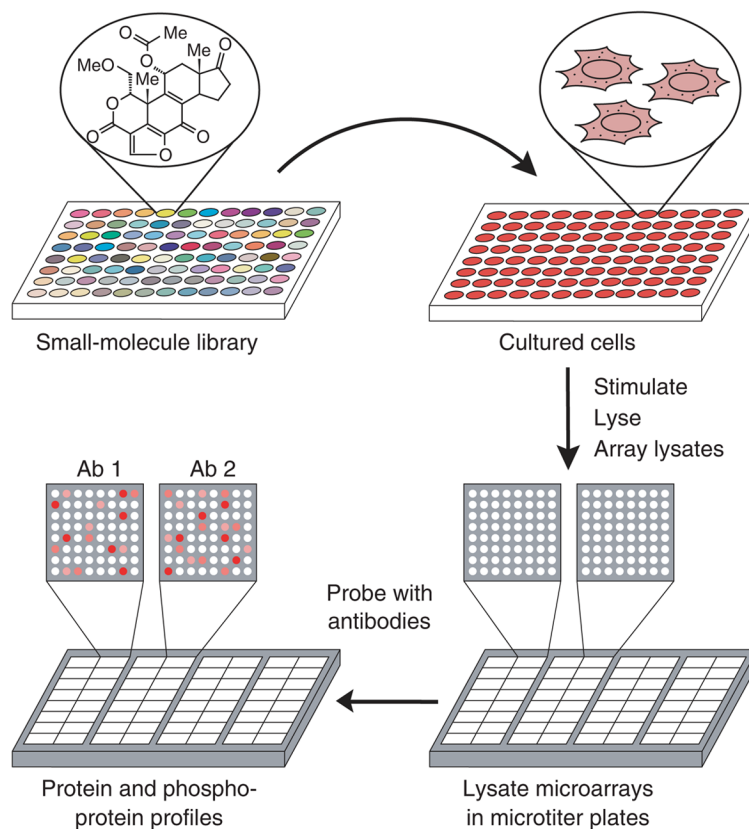 O
Me
O
O
Me
MeO
Me
H
O
O
O
O
Small-molecule library
Cultured cells
Stimulate
Lyse
Array lysates
Ab 1
Ab 2
Probe with
antibodies
Protein and phospho-
protein profiles
Lysate microarrays
in microtiter plates